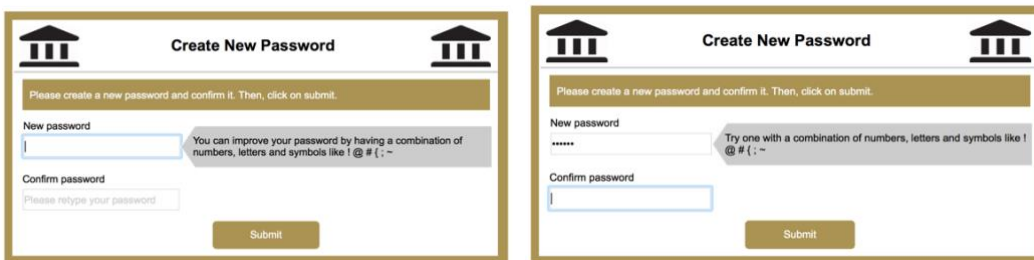 Create New Password
Please create a new password and confirm it. Then, click on submit.
New password
You can improve your password by having a combination of
numbers, letters and symbols like ! @ # { ; ~
Confirm password
Please retype your password
Submit
Create New Password
Please create a new password and confirm it. Then, click on submit.
New password
••••••
Try one with a combination of numbers, letters and symbols like !
@ # { ; ~
Confirm password
Submit